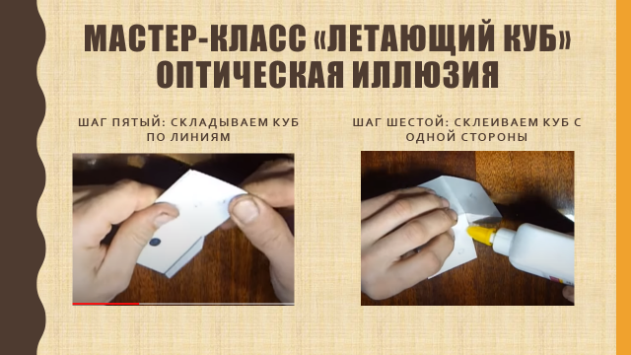 МАСТЕР-КЛАСС «ЛЕТАЮЩИЙ КУБ»
ОПТИЧЕСКАЯ ИЛЛЮЗИЯ
ШАГ ПЯТЫЙ: СКЛАДЫВАЕМ КУБ
ПО ЛИНИЯМ
ШАГ ШЕСТОЙ: СКЛЕИВАЕМ КУБ С
ОДНОЙ СТОРОНЫ